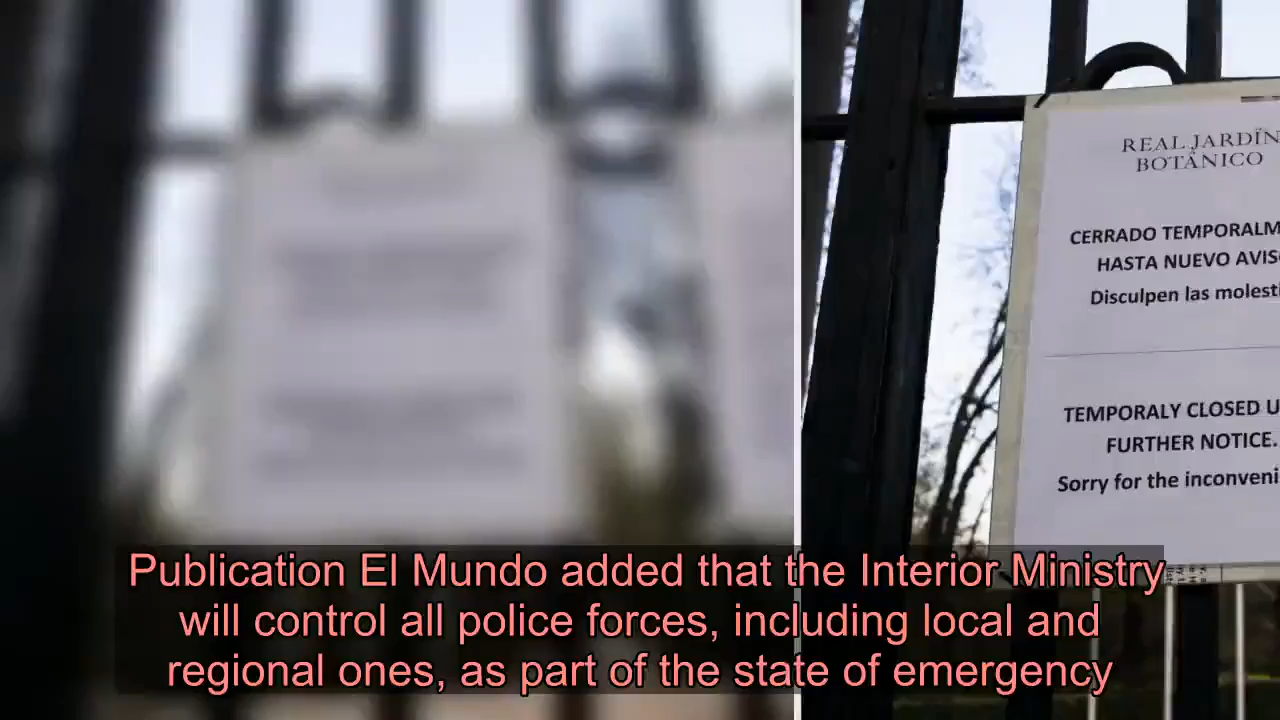 REAL JARDÍN
BOTÁNICO
CERRADO TEMPORALM
HASTA NUEVO AVIS
Disculpen las molesti
TEMPORALY CLOSED U
FURTHER NOTICE.
Sorry for the inconveni
Publication El Mundo added that the Interior Ministry
will control all police forces, including local and
regional ones, as part of the state of emergency